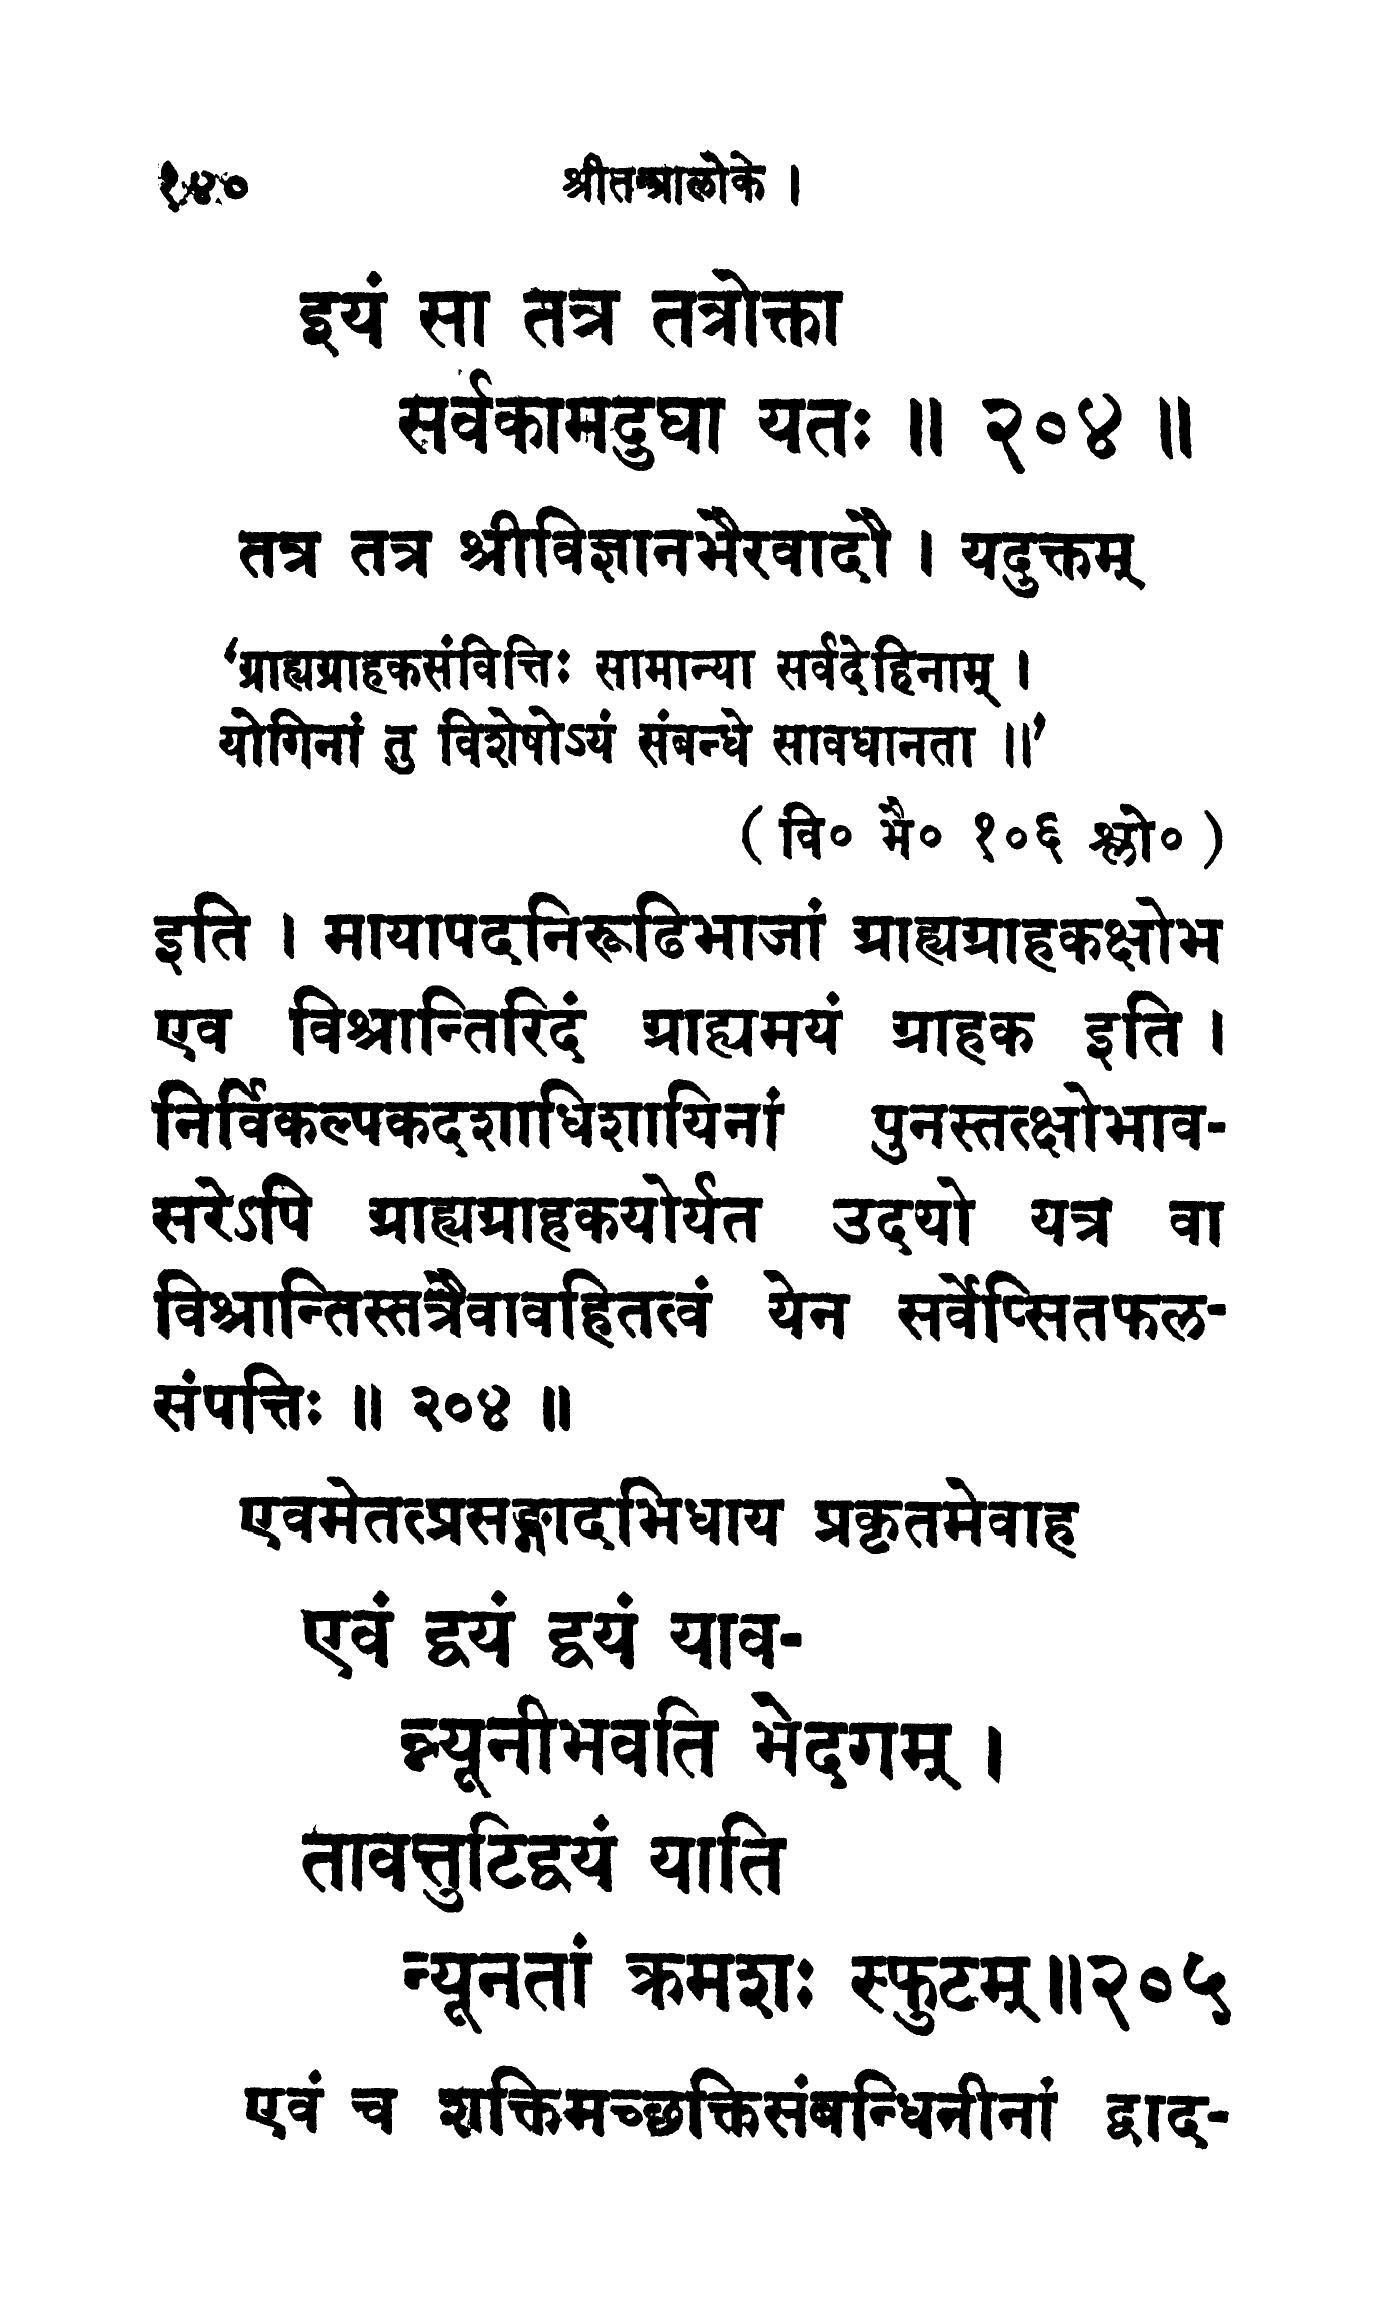 १४० श्रीतन्त्रालोके ।
इयं सा तत्र तत्रोक्ता
सर्वकामदुघा यतः ॥ २०४ ॥
तत्र तत्र श्रीविज्ञानभैरवादौ । यदुक्तम्
‘ग्राह्यग्राहकसंवित्तिः सामान्या सर्वदेहिनाम् ।
योगिनां तु विशेषोऽयं संबन्धे सावधानता ॥’
( वि० भै० १०६ श्लो० )
इति । मायापदनिरूढिभाजां ग्राह्यग्राहकक्षोभ
एव विश्रान्तिरिदं ग्राह्यमयं ग्राहक इति ।
निर्विकल्पकदशाधिशायिनां पुनस्तत्क्षोभाव-
सरेऽपि ग्राह्यग्राहकयोर्यत उदयो यत्र वा
विश्रान्तिस्तत्रैवावहितत्वं येन सर्वेप्सितफल-
संपत्तिः ॥ २०४ ॥
एवमेतत्प्रसङ्गादभिधाय प्रकृतमेवाह
एवं द्वयं द्वयं याव-
न्न्यूनीभवति भेदगम् ।
तावत्तुटिद्वयं याति
न्यूनतां क्रमशः स्फुटम्॥२०५
एवं च शक्तिमच्छक्तिसंबन्धिनीनां द्वाद-